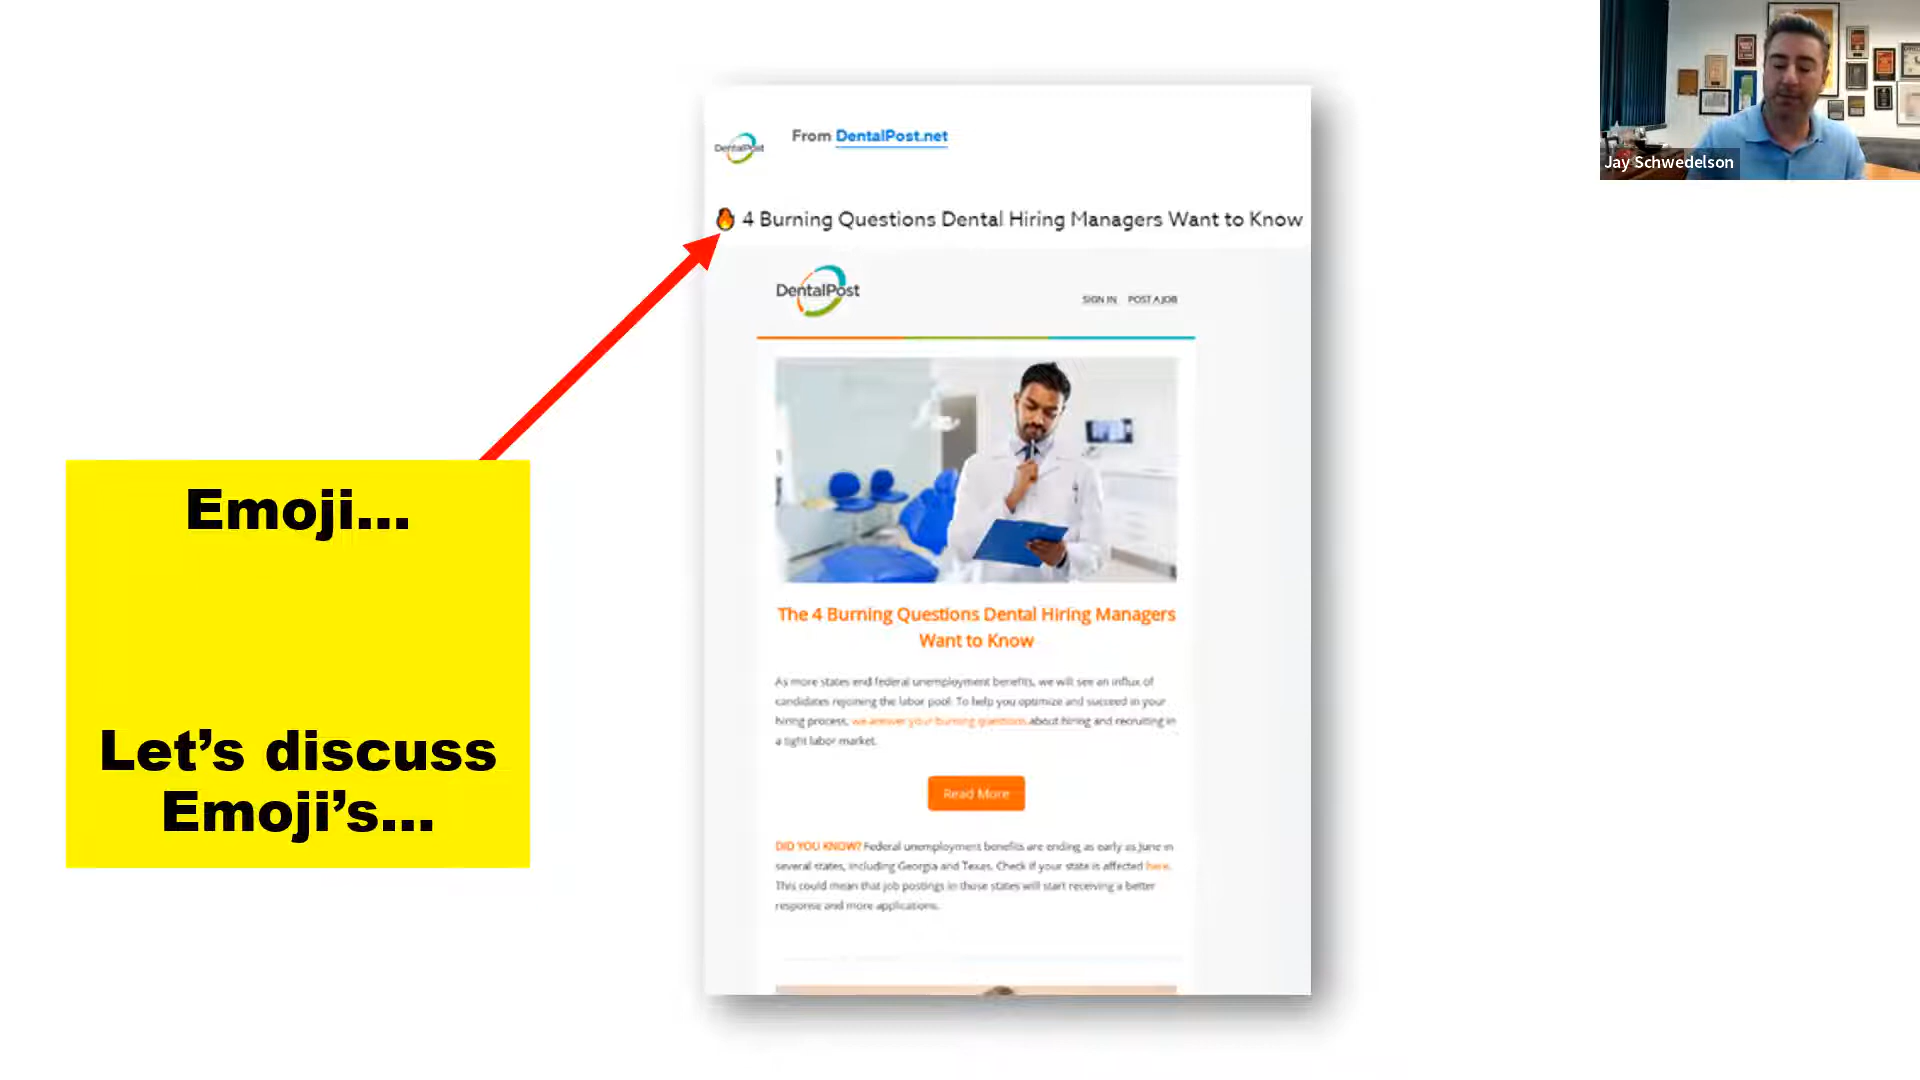 Jay Schwedelson
DentalPost
From DentalPost.net
🔥 4 Burning Questions Dental Hiring Managers Want to Know
DentalPost
SIGN IN POST A JOB
Emoji...
Let’s discuss
Emoji’s...
The 4 Burning Questions Dental Hiring Managers
Want to Know
As more states end federal unemployment benefits, we will see an influx of
candidates rejoining the labor pool. To help you optimize and succeed in your
hiring process, we answer your burning questions about hiring and recruiting in
a tight labor market.
Read More
DID YOU KNOW? Federal unemployment benefits are ending as early as June in
several states, including Georgia and Texas. Check if your state is affected here.
This could mean that job postings in those states will start receiving a better
response and more applications.